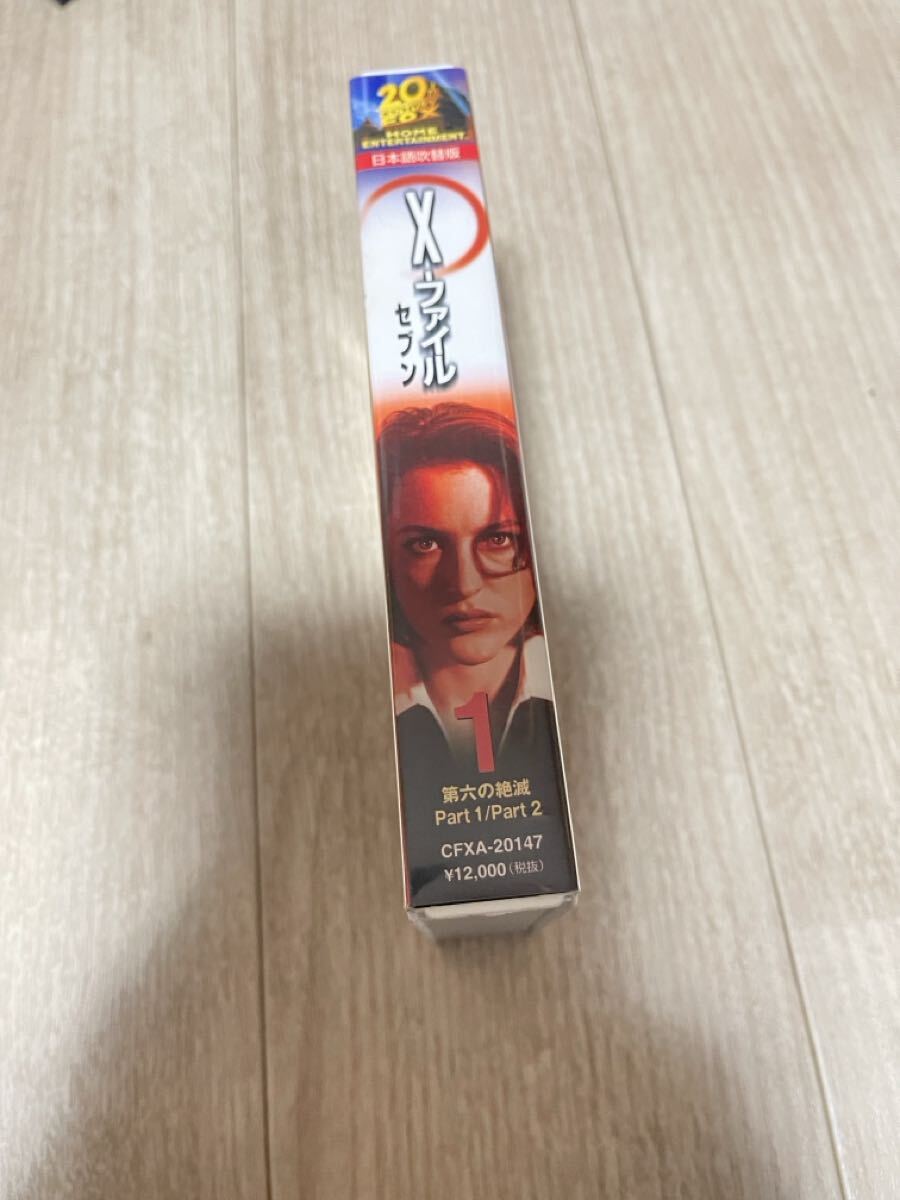 20th
CENTURY
FOX
HOME
ENTERTAINMENT
日本語吹替版
X-ファイル
セブン
1
第六の絶滅
Part 1/Part 2
CFXA-20147
¥12,000(税抜)